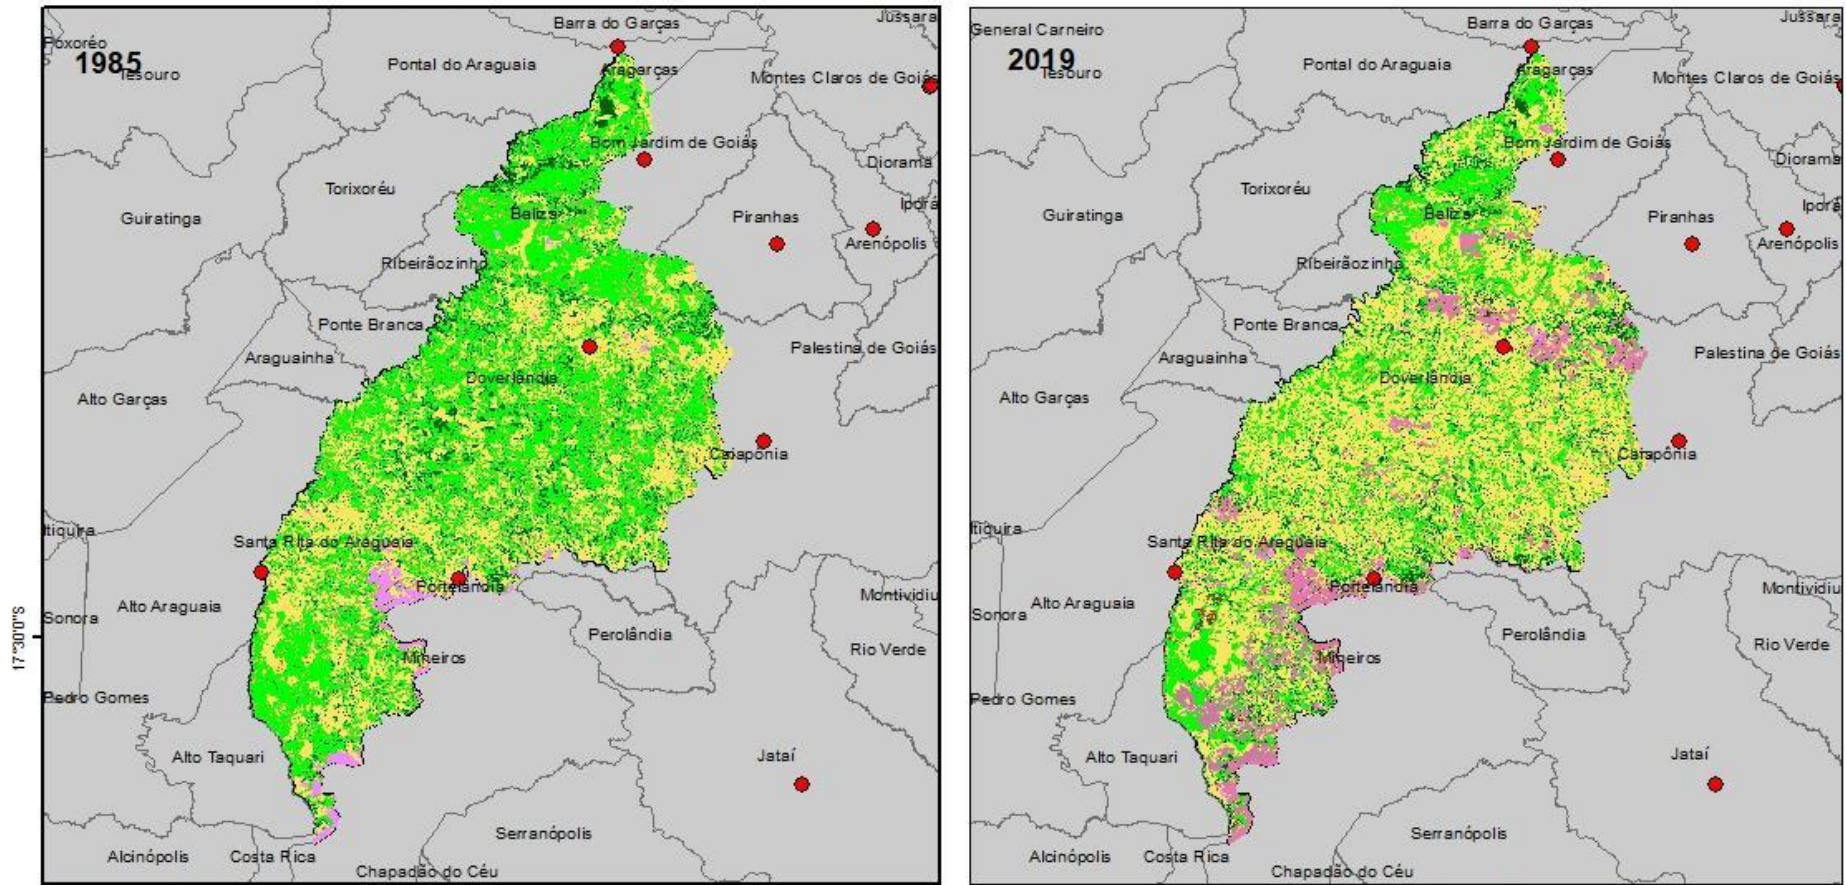 1985
Barra do Garças
Jussara
Poxoréo
Tesouro
Pontal do Araguaia
Aragarças
Montes Claros de Goiás
Bom Jardim de Goiás
Diorama
Torixoréu
Guiratinga
Baliza
Piranhas
Iporá
Arenópolis
Ribeirãozinho
Ponte Branca
Araguainha
Palestina de Goiás
Doverlândia
Alto Garças
Caiapônia
Itiquira
Santa Rita do Araguaia
Portelândia
Montividiu
Alto Araguaia
Sonora
Perolândia
Rio Verde
Mineiros
17°30'0"S
Pedro Gomes
Alto Taquari
Jataí
Serranópolis
Alcinópolis
Costa Rica
Chapadão do Céu
2019
Barra do Garças
Jussara
General Carneiro
Tesouro
Pontal do Araguaia
Aragarças
Montes Claros de Goiás
Bom Jardim de Goiás
Diorama
Torixoréu
Guiratinga
Baliza
Piranhas
Iporá
Arenópolis
Ribeirãozinho
Ponte Branca
Araguainha
Palestina de Goiás
Doverlândia
Alto Garças
Caiapônia
Itiquira
Santa Rita do Araguaia
Portelândia
Montividiu
Alto Araguaia
Sonora
Perolândia
Rio Verde
Mineiros
Pedro Gomes
Alto Taquari
Jataí
Serranópolis
Alcinópolis
Costa Rica
Chapadão do Céu